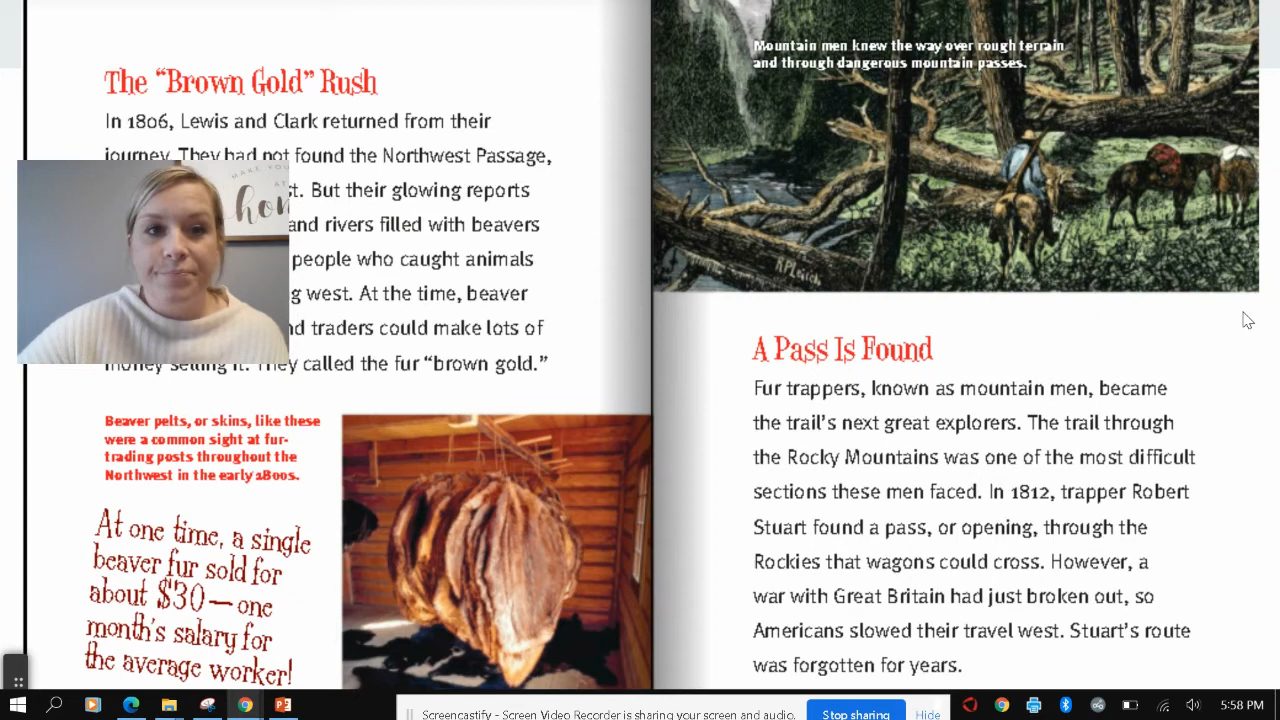 The “Brown Gold” Rush
In 1806, Lewis and Clark returned from their
journey. They had not found the Northwest Passage,
st. But their glowing reports
and rivers filled with beavers
people who caught animals
g west. At the time, beaver
nd traders could make lots of
money selling it. They called the fur “brown gold.”
MAKE YOU
AT
hom
Beaver pelts, or skins, like these
were a common sight at fur-
trading posts throughout the
Northwest in the early 1800s.
At one time, a single
beaver fur sold for
about $30—one
month's salary for
the average worker!
Mountain men knew the way over rough terrain
and through dangerous mountain passes.
A Pass Is Found
Fur trappers, known as mountain men, became
the trail's next great explorers. The trail through
the Rocky Mountains was one of the most difficult
sections these men faced. In 1812, trapper Robert
Stuart found a pass, or opening, through the
Rockies that wagons could cross. However, a
war with Great Britain had just broken out, so
Americans slowed their travel west. Stuart's route
was forgotten for years.
Screencastify - Screen Video Recorder is sharing your screen and audio.
Stop sharing
Hide
5:58 PM